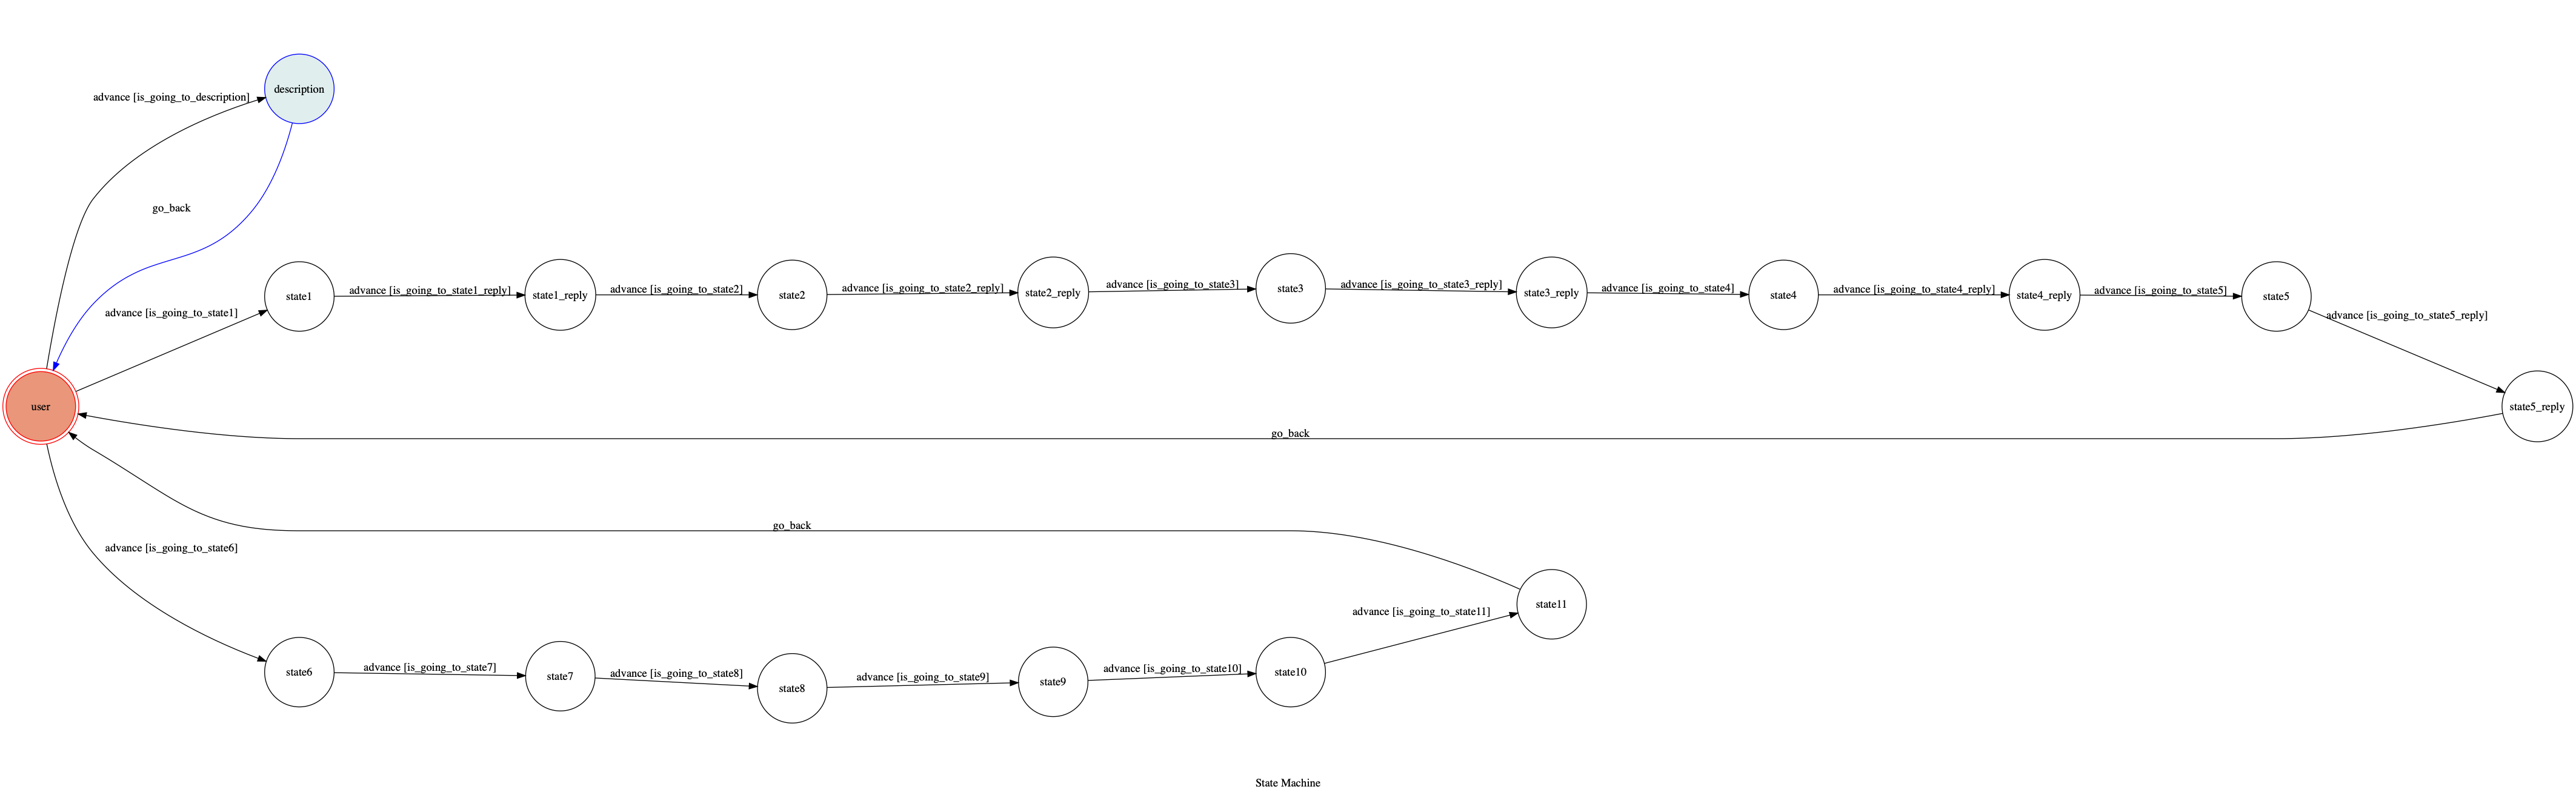 description
advance [is_going_to_description]
go_back
state1
advance [is_going_to_state1_reply]
state1_reply
advance [is_going_to_state2]
state2
advance [is_going_to_state2_reply]
state2_reply
advance [is_going_to_state3]
state3
advance [is_going_to_state3_reply]
state3_reply
advance [is_going_to_state4]
state4
advance [is_going_to_state4_reply]
state4_reply
advance [is_going_to_state5]
state5
advance [is_going_to_state1]
advance [is_going_to_state5_reply]
user
state5_reply
go_back
go_back
advance [is_going_to_state6]
state11
advance [is_going_to_state11]
state6
advance [is_going_to_state7]
state7
advance [is_going_to_state8]
state8
advance [is_going_to_state9]
state9
advance [is_going_to_state10]
state10
State Machine